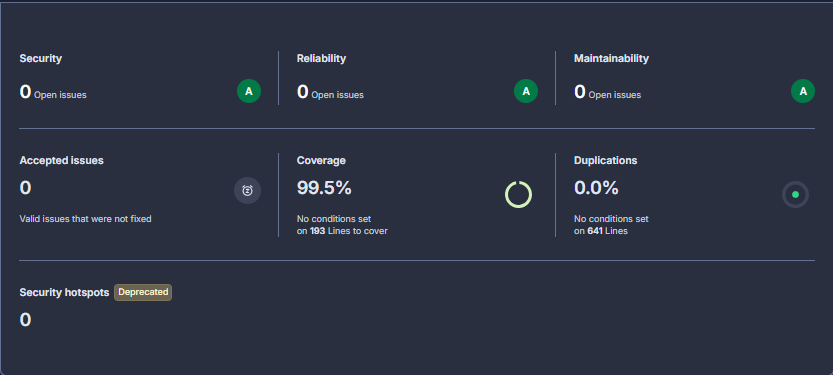 Security
0 Open issues
A
Reliability
0 Open issues
A
Maintainability
0 Open issues
A
Accepted issues
0
Valid issues that were not fixed
Coverage
99.5%
No conditions set
on 193 Lines to cover
Duplications
0.0%
No conditions set
on 641 Lines
Security hotspots Deprecated
0